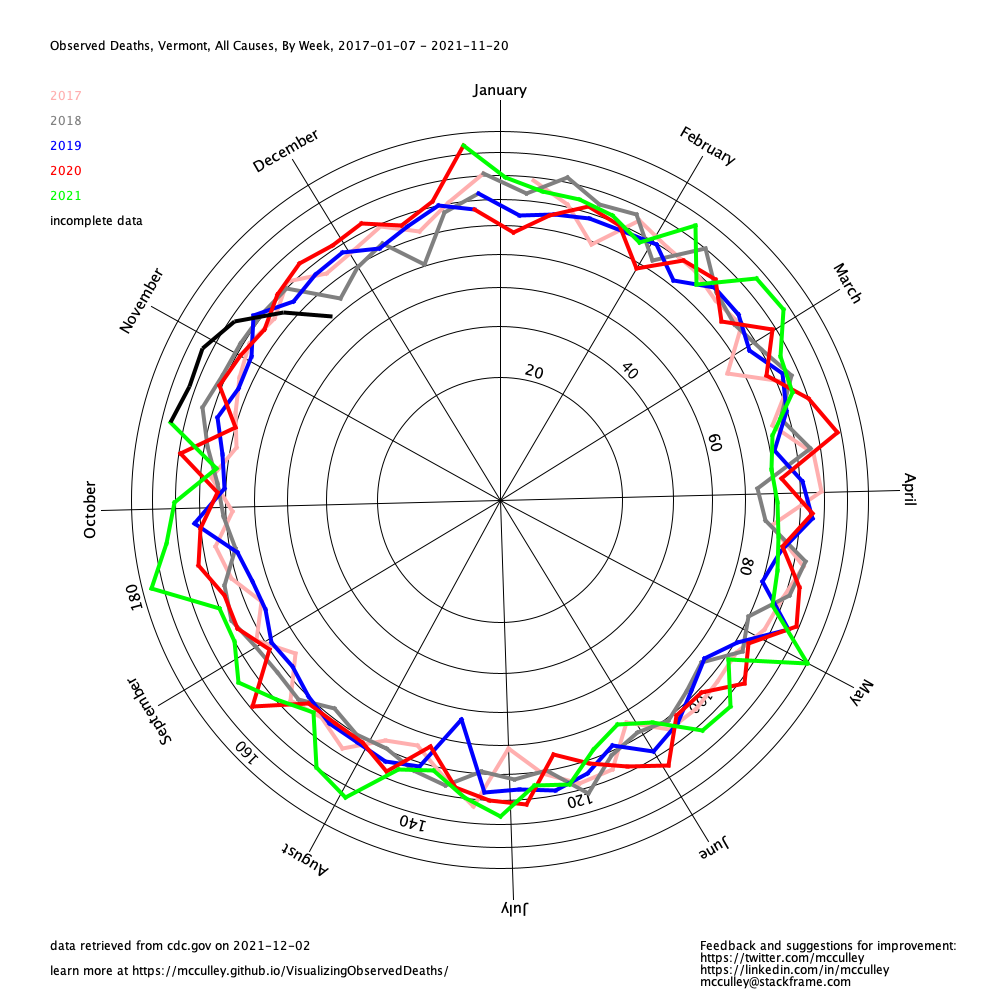 Observed Deaths, Vermont, All Causes, By Week, 2017-01-07 - 2021-11-20
2017
2018
2019
2020
2021
incomplete data
January
February
March
April
May
June
July
August
September
October
November
December
20
40
60
80
100
120
140
160
180
data retrieved from cdc.gov on 2021-12-02
learn more at https://mcculley.github.io/VisualizingObservedDeaths/
Feedback and suggestions for improvement:
https://twitter.com/mcculley
https://linkedin.com/in/mcculley
mcculley@stackframe.com